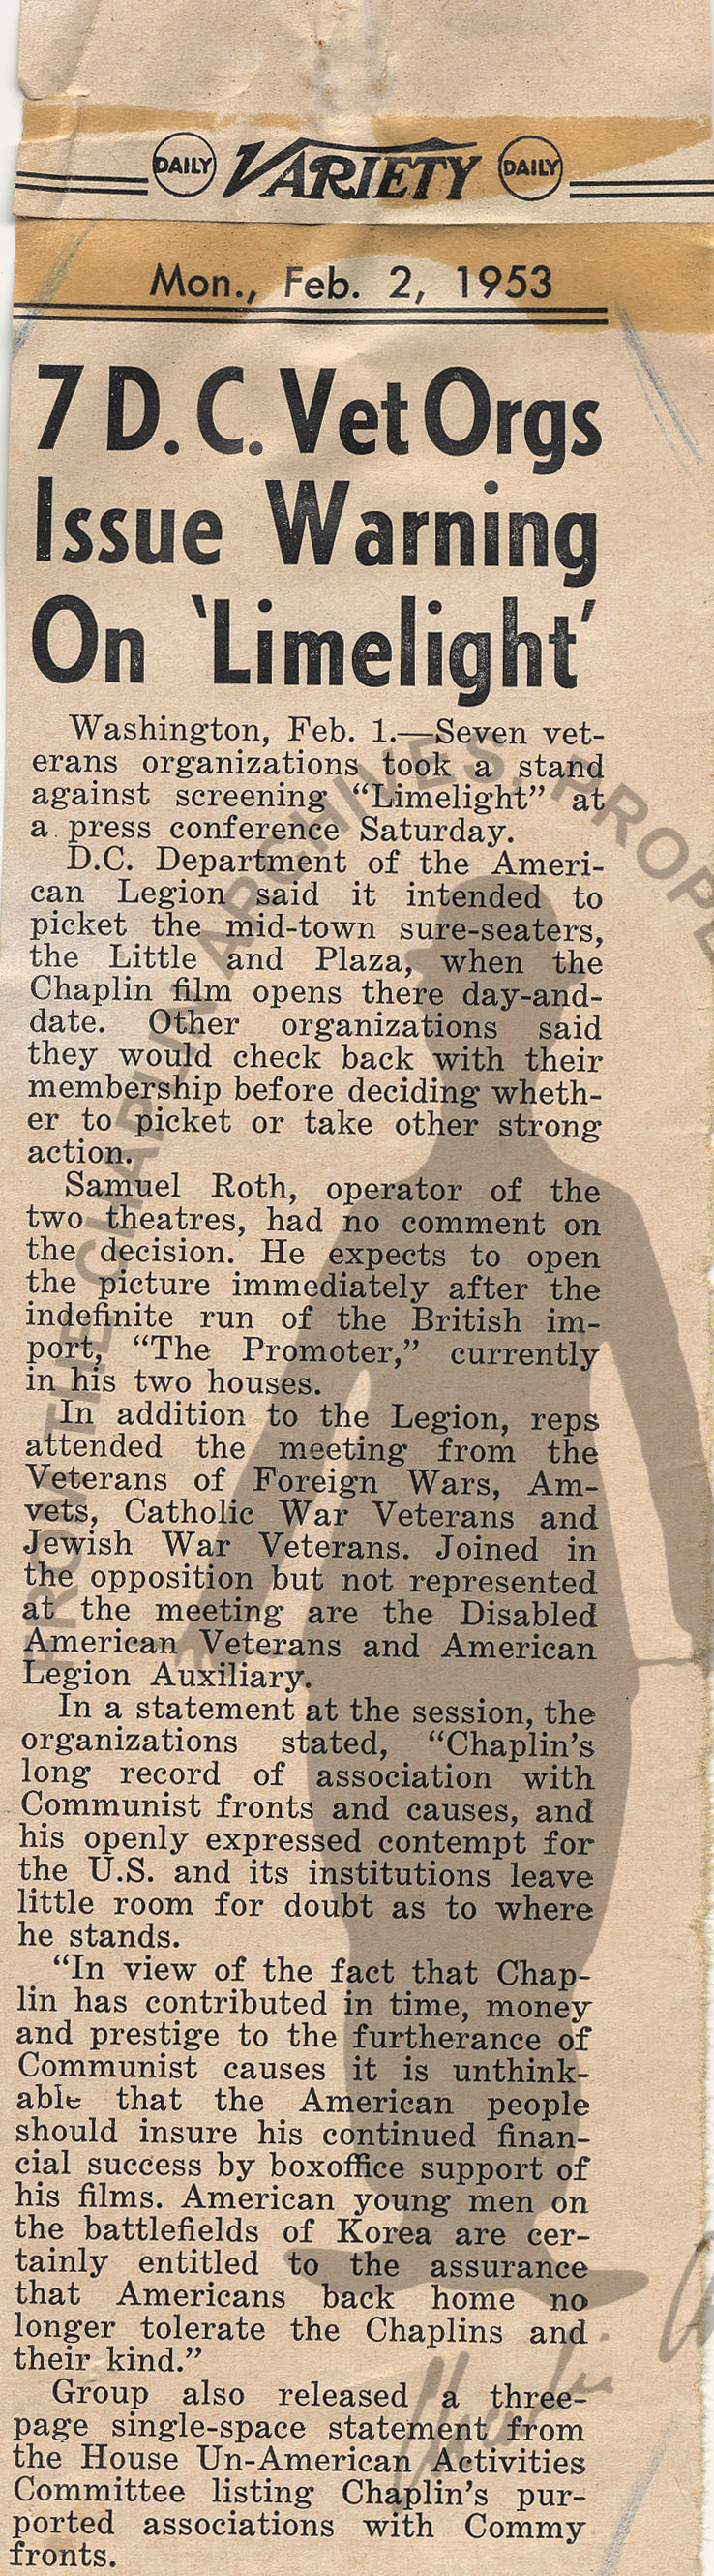 DAILY VARIETY DAILY
Mon., Feb. 2, 1953
7 D.C. Vet Orgs
Issue Warning
On 'Limelight'
Washington, Feb. 1.—Seven vet-
erans organizations took a stand
against screening “Limelight” at
a press conference Saturday.
D.C. Department of the Ameri-
can Legion said it intended to
picket the mid-town sure-seaters,
the Little and Plaza, when the
Chaplin film opens there day-and-
date. Other organizations said
they would check back with their
membership before deciding wheth-
er to picket or take other strong
action.
Samuel Roth, operator of the
two theatres, had no comment on
the decision. He expects to open
the picture immediately after the
indefinite run of the British im-
port, “The Promoter,” currently
in his two houses.
In addition to the Legion, reps
attended the meeting from the
Veterans of Foreign Wars, Am-
vets, Catholic War Veterans and
Jewish War Veterans. Joined in
the opposition but not represented
at the meeting are the Disabled
American Veterans and American
Legion Auxiliary.
In a statement at the session, the
organizations stated, “Chaplin's
long record of association with
Communist fronts and causes, and
his openly expressed contempt for
the U.S. and its institutions leave
little room for doubt as to where
he stands.
“In view of the fact that Chap-
lin has contributed in time, money
and prestige to the furtherance of
Communist causes it is unthink-
able that the American people
should insure his continued finan-
cial success by boxoffice support of
his films. American young men on
the battlefields of Korea are cer-
tainly entitled to the assurance
that Americans back home no
longer tolerate the Chaplins and
their kind.”
Group also released a three-
page single-space statement from
the House Un-American Activities
Committee listing Chaplin's pur-
ported associations with Commy
fronts.
FROM THE CHAPLIN ARCHIVES, PROPE